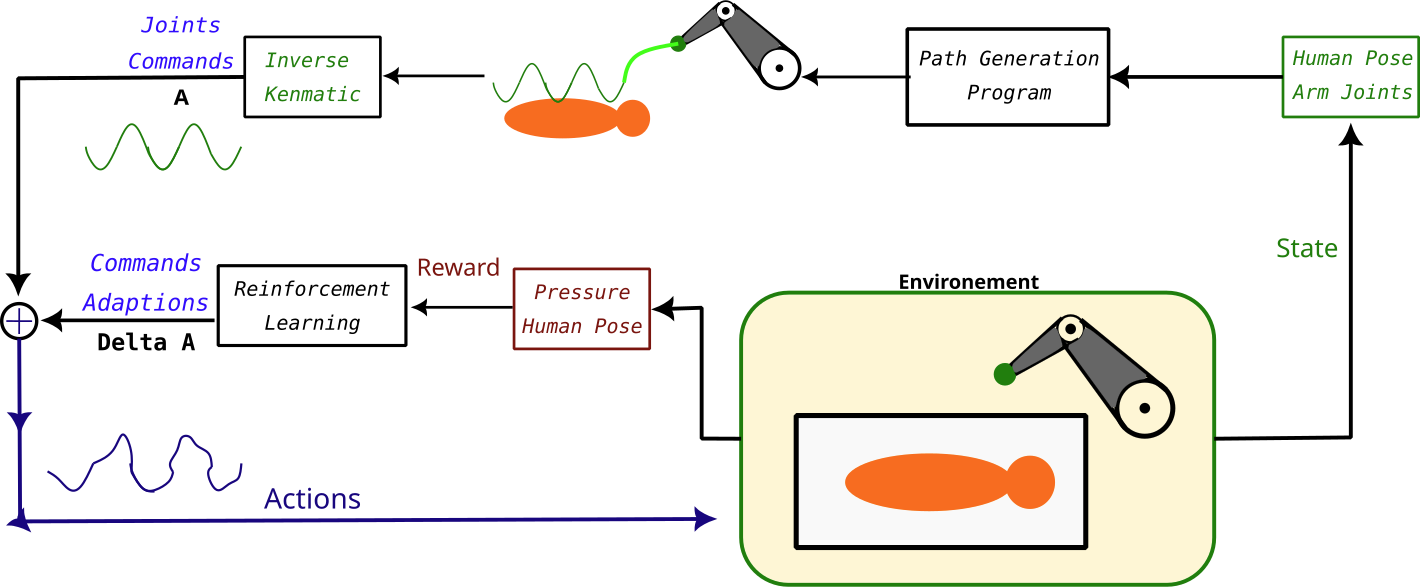 Joints
Commands
A
Inverse
Kenmatic
Path Generation
Program
Human Pose
Arm Joints
State
Commands
Adaptions
Delta A
Reinforcement
Learning
Reward
Pressure
Human Pose
Environement
Actions